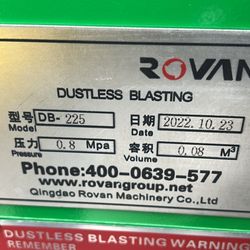 ROVAN
DUSTLESS BLASTING
型号 DB-225 日期 2022.10.23
Model Date
压力 0.8 Mpa 容积 0.08 M³
Pressure Volume
Phone:400-0639-577
www.rovangroup.net
Qingdao Rovan Machinery Co.,Ltd
DUSTLESS BLASTING WARNING
REMEMBER